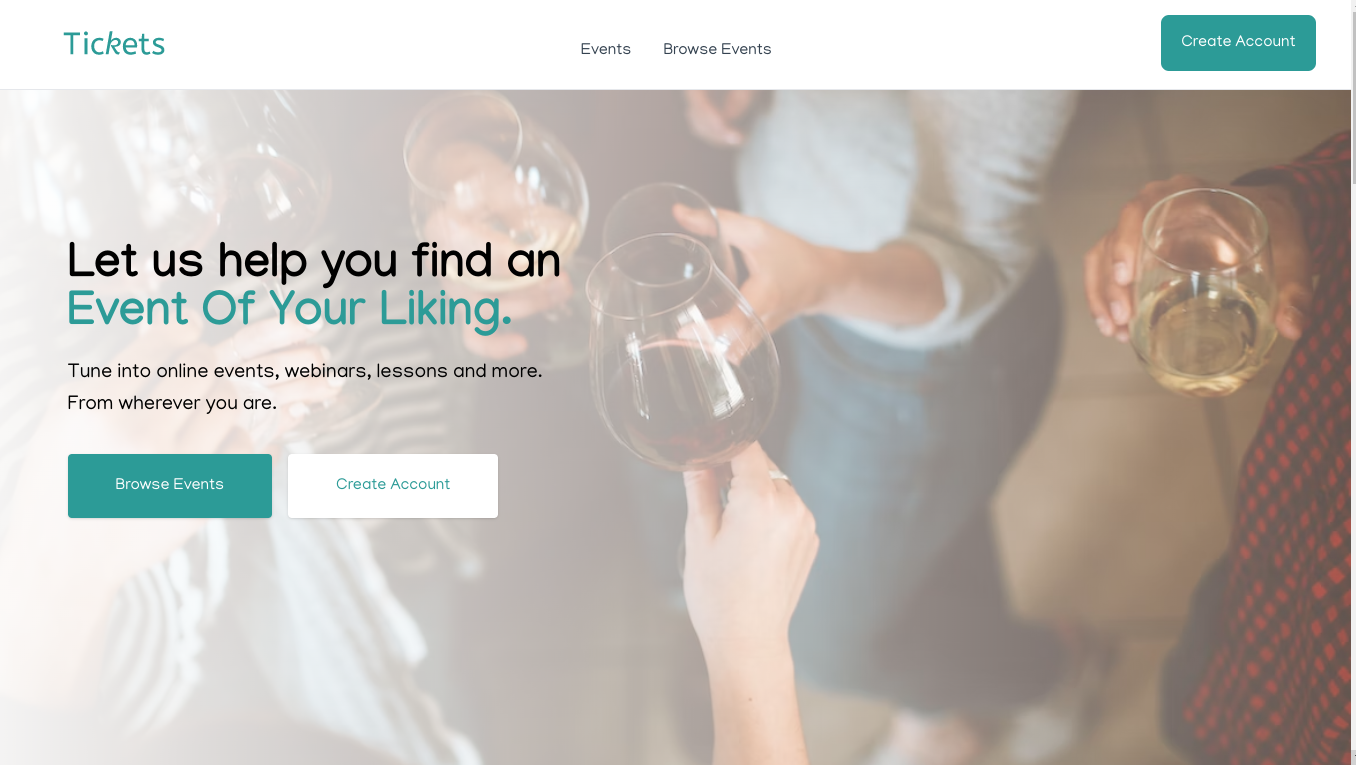 Tickets
Events
Browse Events
Create Account
Let us help you find an
Event Of Your Liking.
Tune into online events, webinars, lessons and more.
From wherever you are.
Browse Events
Create Account